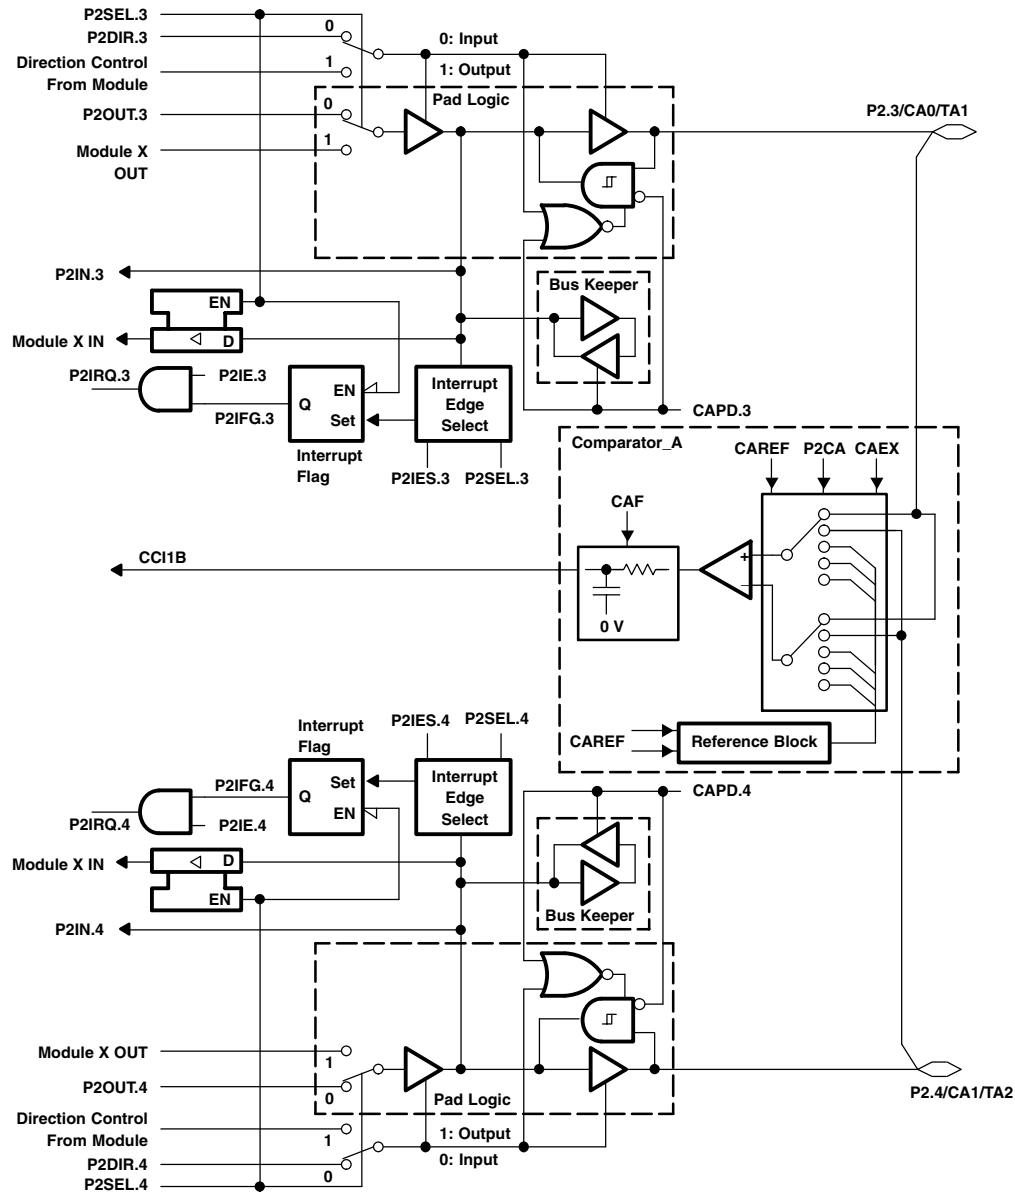 P2SEL.3
P2DIR.3
0
0: Input
Direction Control
From Module
1
1: Output
Pad Logic
P2OUT.3
0
P2.3/CA0/TA1
Module X
OUT
1
P2IN.3
Bus Keeper
EN
Module X IN
D
P2IRQ.3
P2IE.3
P2IFG.3
Q
EN
Set
Interrupt
Flag
Interrupt
Edge
Select
P2IES.3
P2SEL.3
CAPD.3
Comparator_A
CAREF
P2CA
CAEX
CAF
CCI1B
+
−
0 V
CAREF
Reference Block
Interrupt
Flag
P2IES.4
P2SEL.4
P2IFG.4
Q
Set
EN
Interrupt
Edge
Select
CAPD.4
P2IRQ.4
P2IE.4
Module X IN
D
EN
Bus Keeper
P2IN.4
Module X OUT
1
P2OUT.4
0
Pad Logic
P2.4/CA1/TA2
Direction Control
From Module
1
1: Output
0: Input
P2DIR.4
0
P2SEL.4